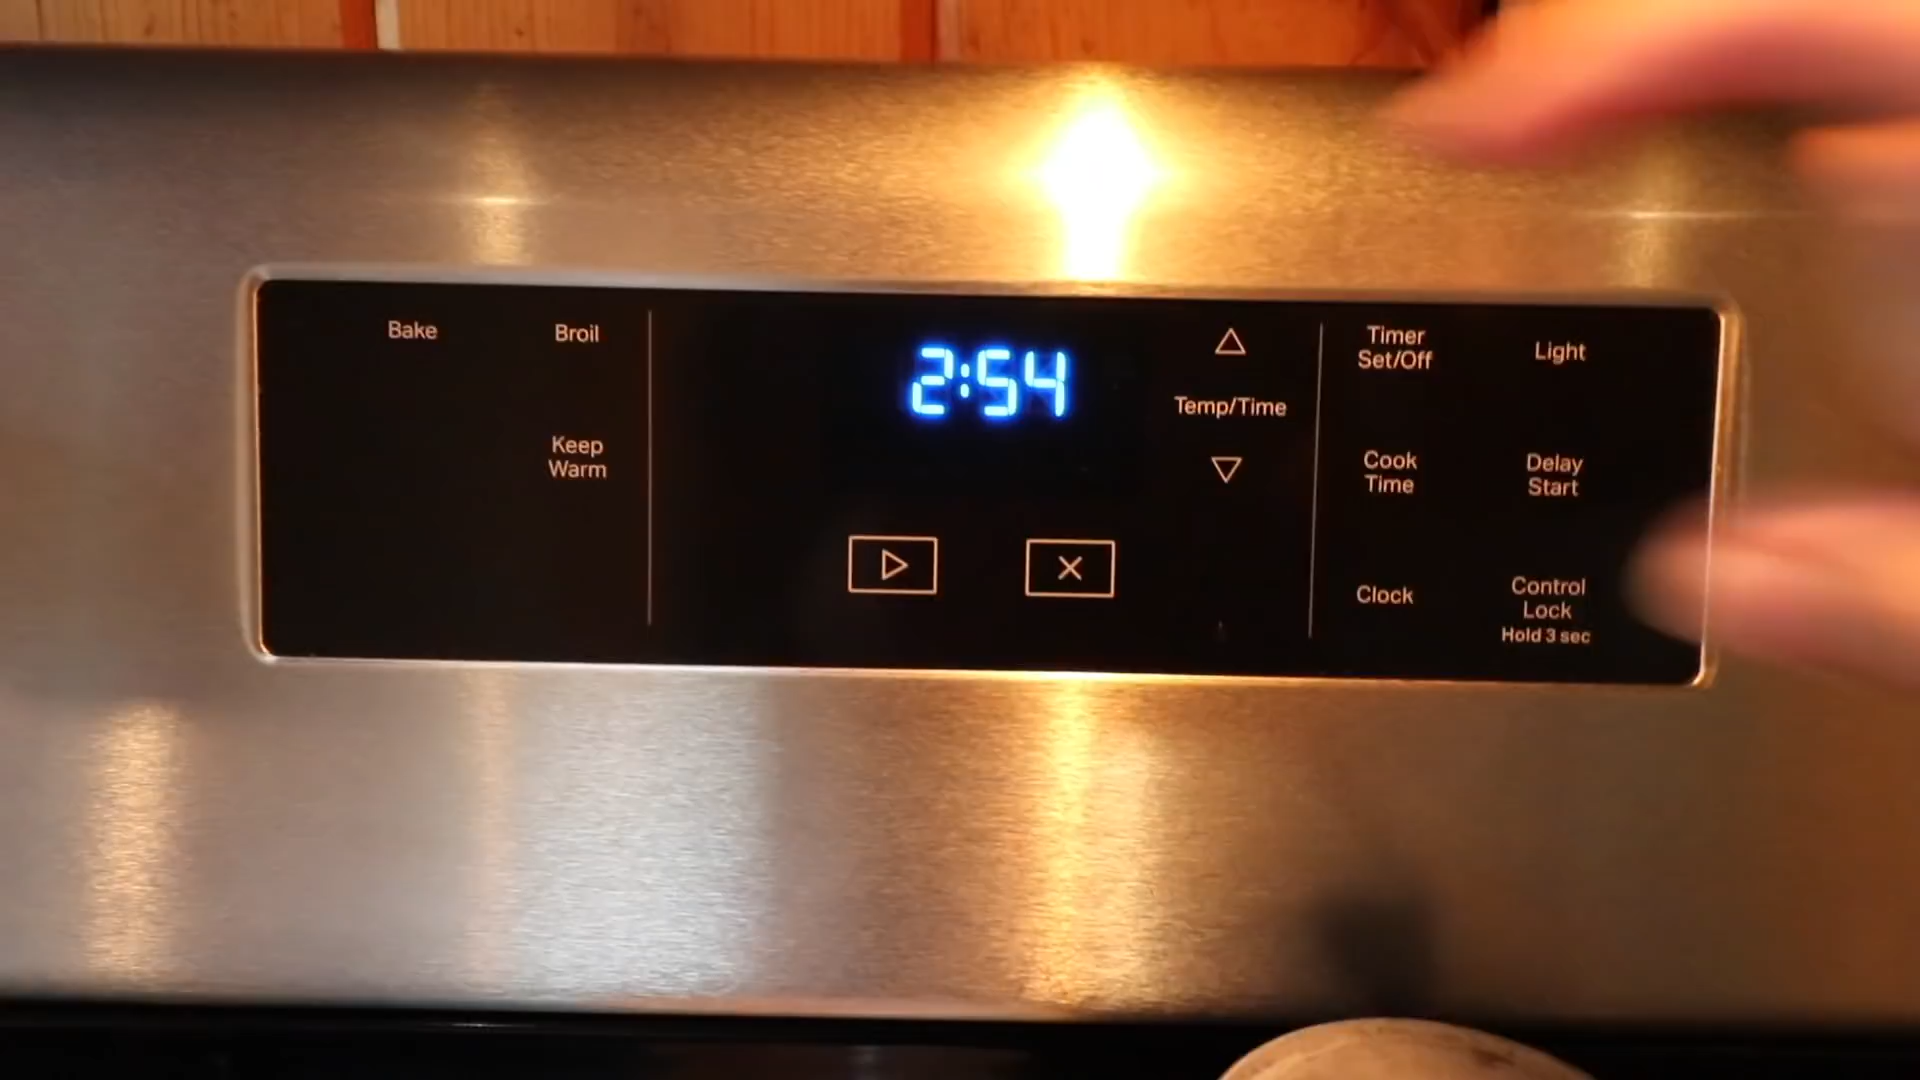 Bake
Broil
Keep
Warm
2:54
Temp/Time
Timer
Set/Off
Light
Cook
Time
Delay
Start
Clock
Control
Lock
Hold 3 sec